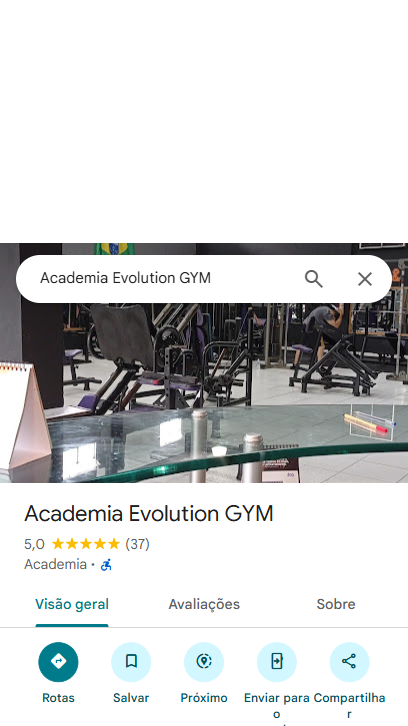 Academia Evolution GYM
Academia Evolution GYM
5,0 (37)
Academia ·
Visão geral Avaliações Sobre
Rotas Salvar Próximo Enviar para Compartilha
o r